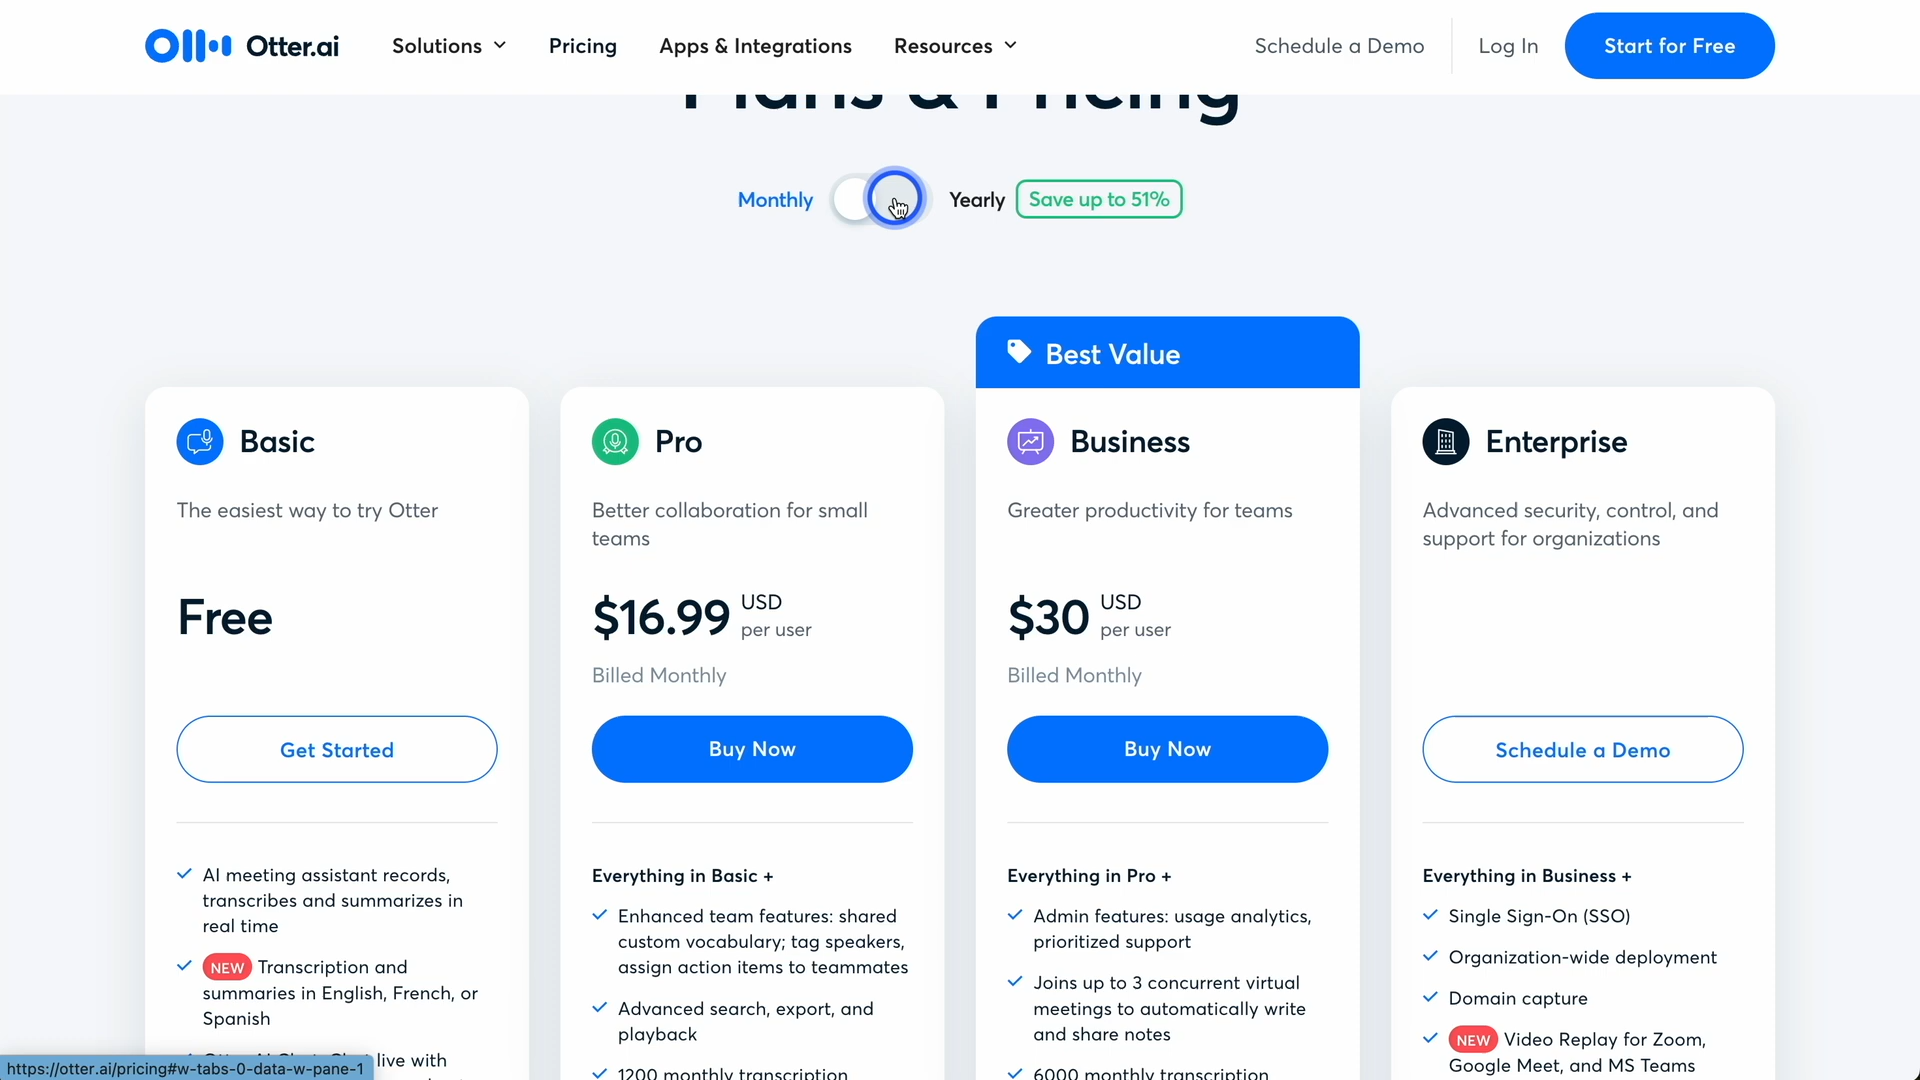 Otter.ai
Solutions
Pricing
Apps & Integrations
Resources
Schedule a Demo
Log In
Start for Free
Plans & Pricing
Monthly
Yearly
Save up to 51%
Best Value
Basic
The easiest way to try Otter
Free
Get Started
AI meeting assistant records,
transcribes and summarizes in
real time
NEW Transcription and
summaries in English, French, or
Spanish
live with
Pro
Better collaboration for small
teams
$16.99 USD
per user
Billed Monthly
Buy Now
Everything in Basic +
Enhanced team features: shared
custom vocabulary; tag speakers,
assign action items to teammates
Advanced search, export, and
playback
1200 monthly transcription
Business
Greater productivity for teams
$30 USD
per user
Billed Monthly
Buy Now
Everything in Pro +
Admin features: usage analytics,
prioritized support
Joins up to 3 concurrent virtual
meetings to automatically write
and share notes
6000 monthly transcription
Enterprise
Advanced security, control, and
support for organizations
Schedule a Demo
Everything in Business +
Single Sign-On (SSO)
Organization-wide deployment
Domain capture
NEW Video Replay for Zoom,
Google Meet, and MS Teams
https://otter.ai/pricing#w-tabs-0-data-w-pane-1